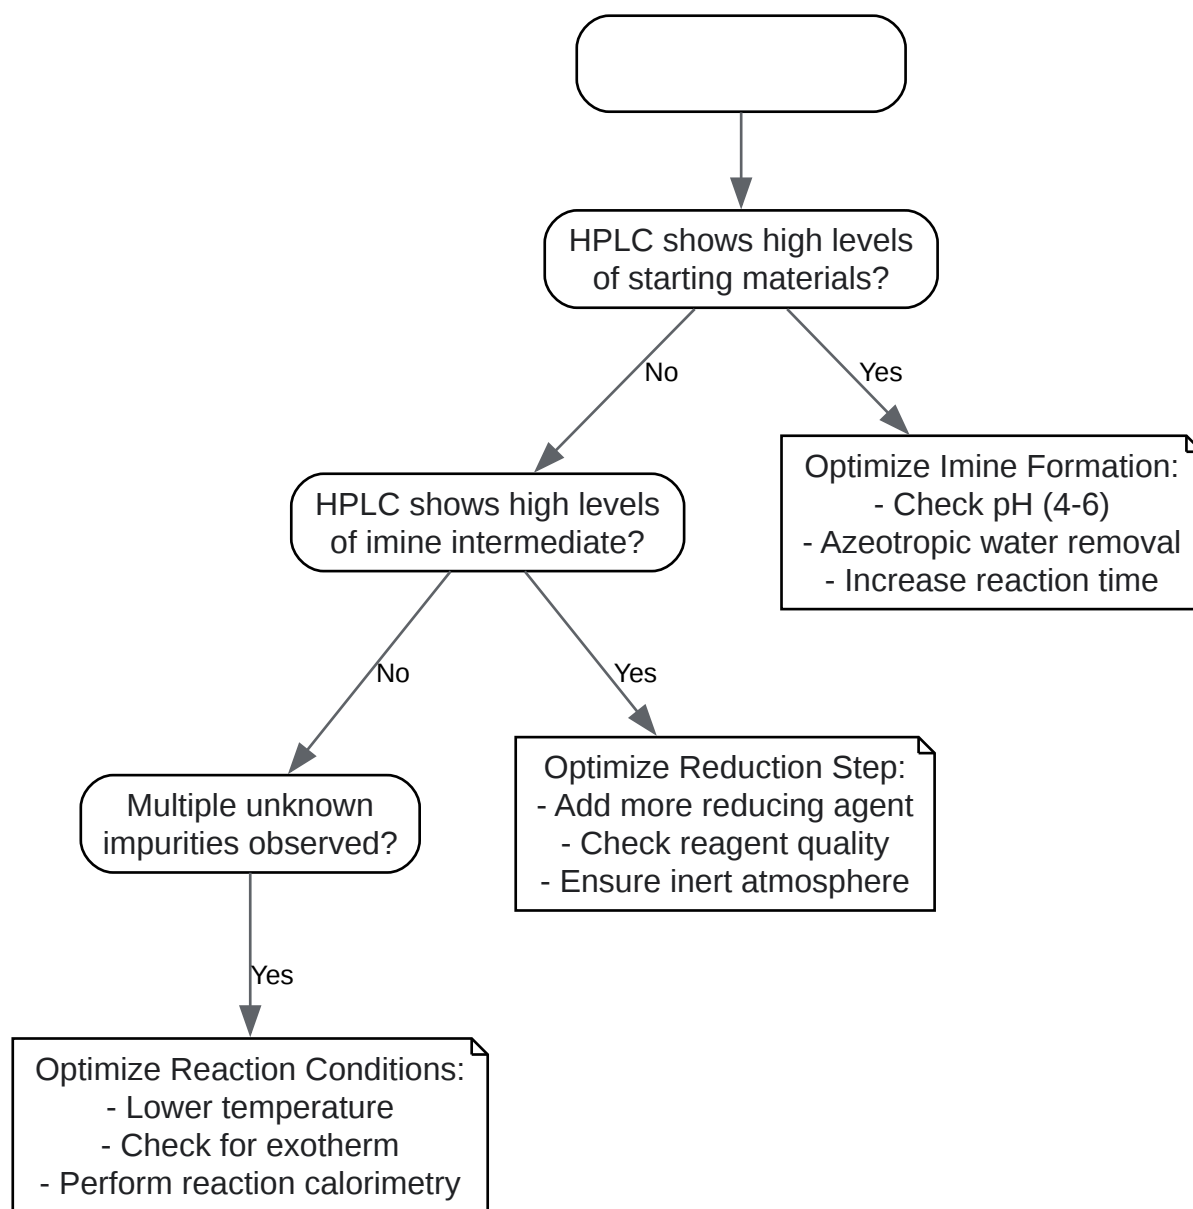 HPLC shows high levels
of starting materials?
No
Yes
Optimize Imine Formation:
- Check pH (4-6)
- Azeotropic water removal
- Increase reaction time
HPLC shows high levels
of imine intermediate?
No
Yes
Optimize Reduction Step:
- Add more reducing agent
- Check reagent quality
- Ensure inert atmosphere
Multiple unknown
impurities observed?
Yes
Optimize Reaction Conditions:
- Lower temperature
- Check for exotherm
- Perform reaction calorimetry